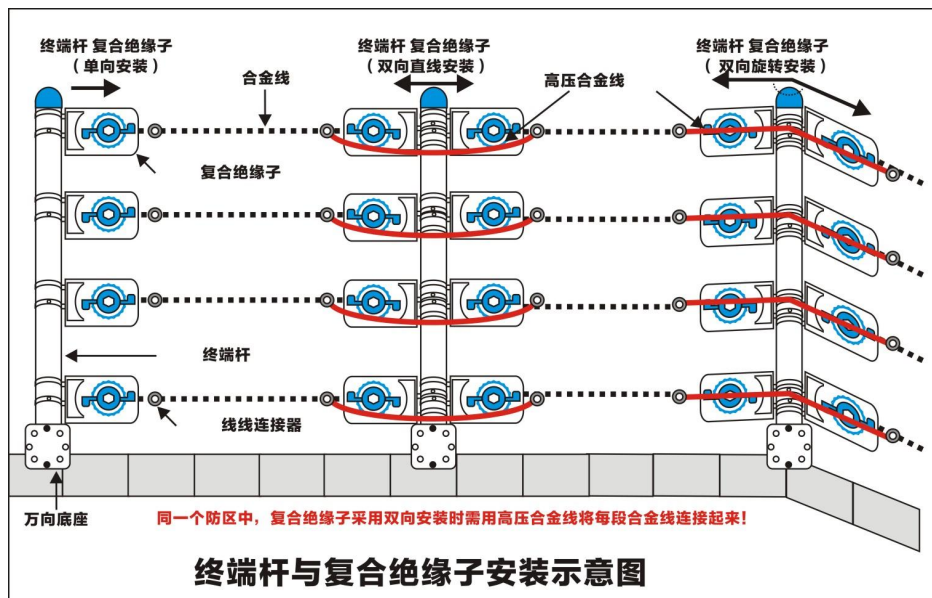 终端杆 复合绝缘子
（单向安装）
终端杆 复合绝缘子
（双向直线安装）
终端杆 复合绝缘子
（双向旋转安装）
合金线
高压合金线
复合绝缘子
终端杆
线线连接器
万向底座
同一个防区中，复合绝缘子采用双向安装时需用高压合金线将每段合金线连接起来！
终端杆与复合绝缘子安装示意图